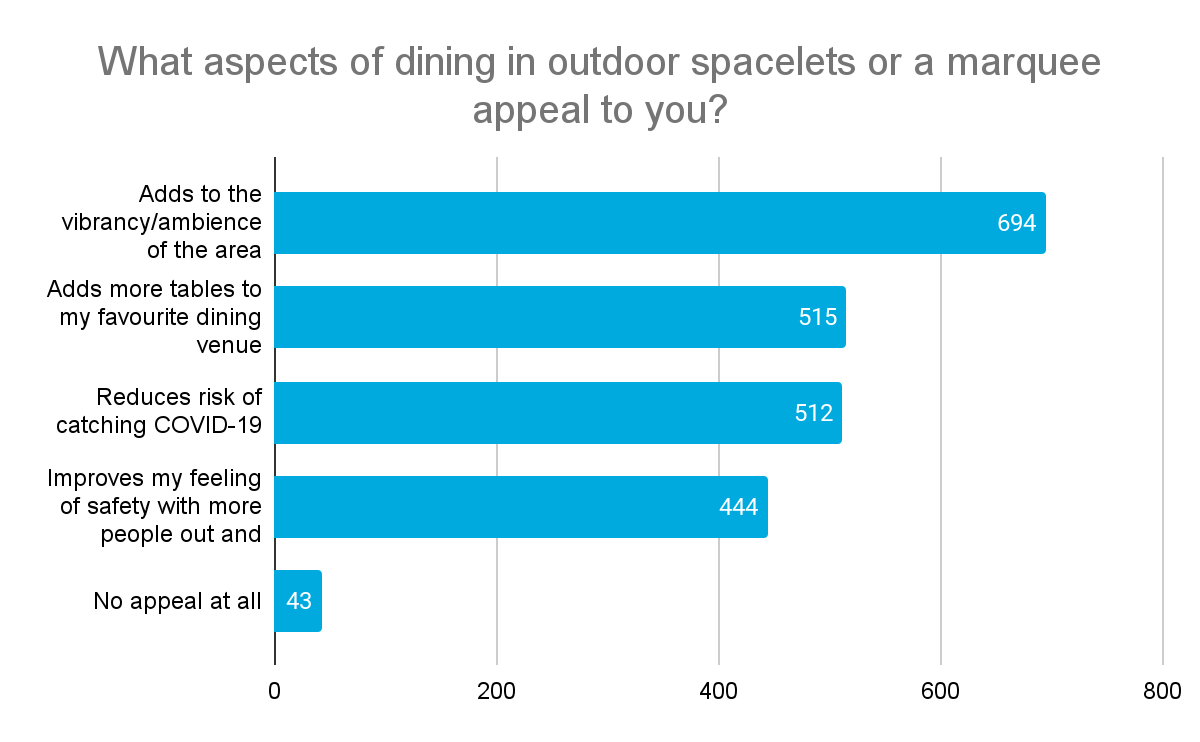 What aspects of dining in outdoor spacelets or a marquee
appeal to you?
Adds to the
vibrancy/ambience
of the area
694
Adds more tables to
my favourite dining
venue
515
Reduces risk of
catching COVID-19
512
Improves my feeling
of safety with more
people out and
444
No appeal at all
43
0 200 400 600 800